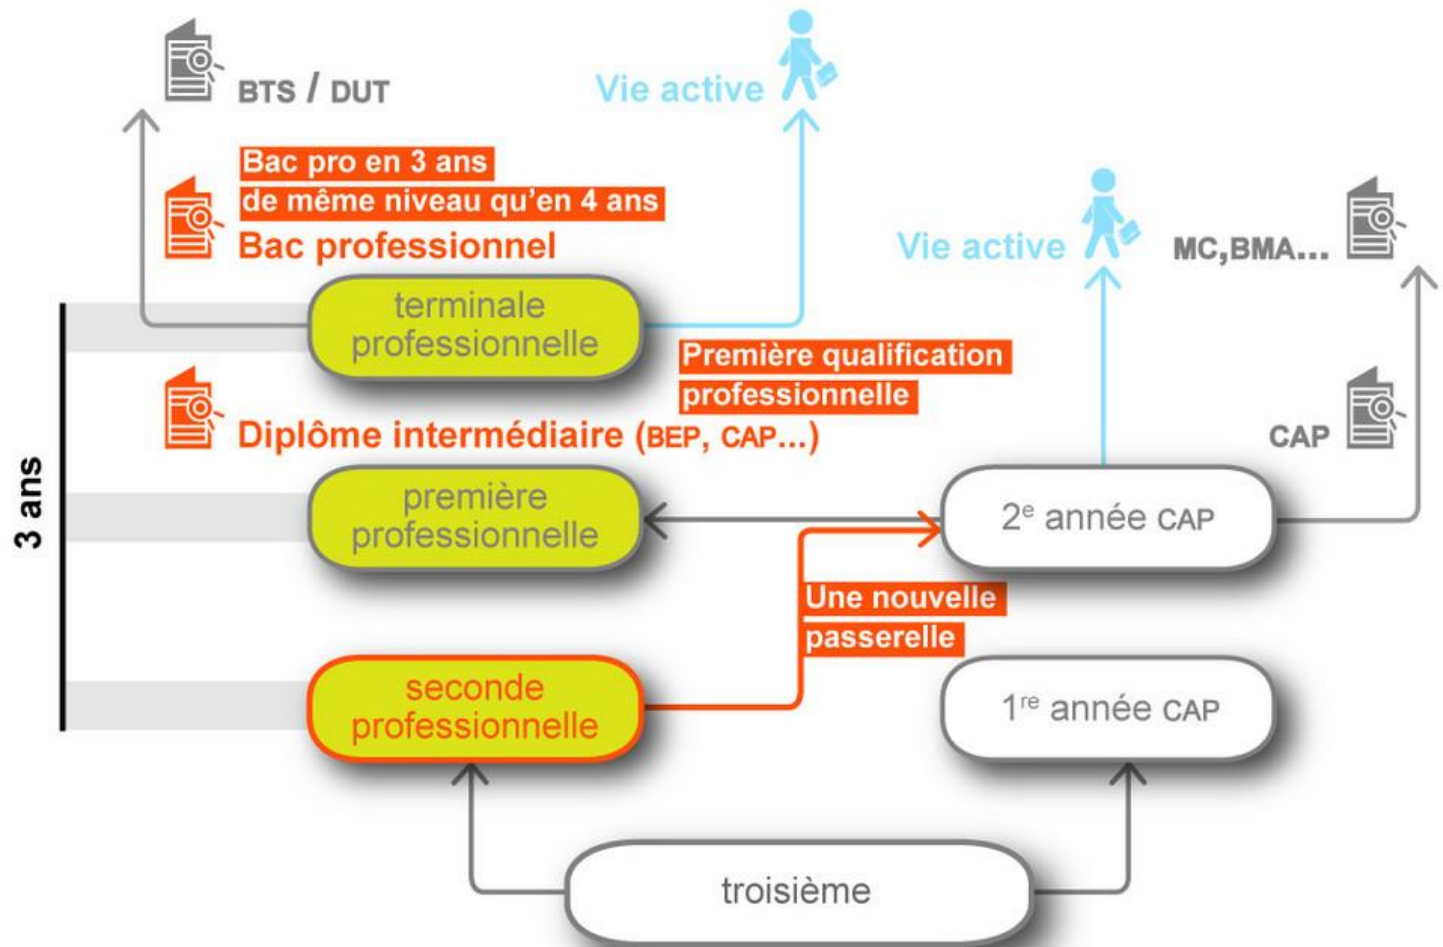 BTS / DUT
Vie active
Bac pro en 3 ans
de même niveau qu'en 4 ans
Bac professionnel
Vie active
MC,BMA...
terminale
professionnelle
Première qualification
professionnelle
Diplôme intermédiaire (BEP, CAP...)
CAP
3 ans
première
professionnelle
2e année CAP
Une nouvelle
passerelle
seconde
professionnelle
1re année CAP
troisième